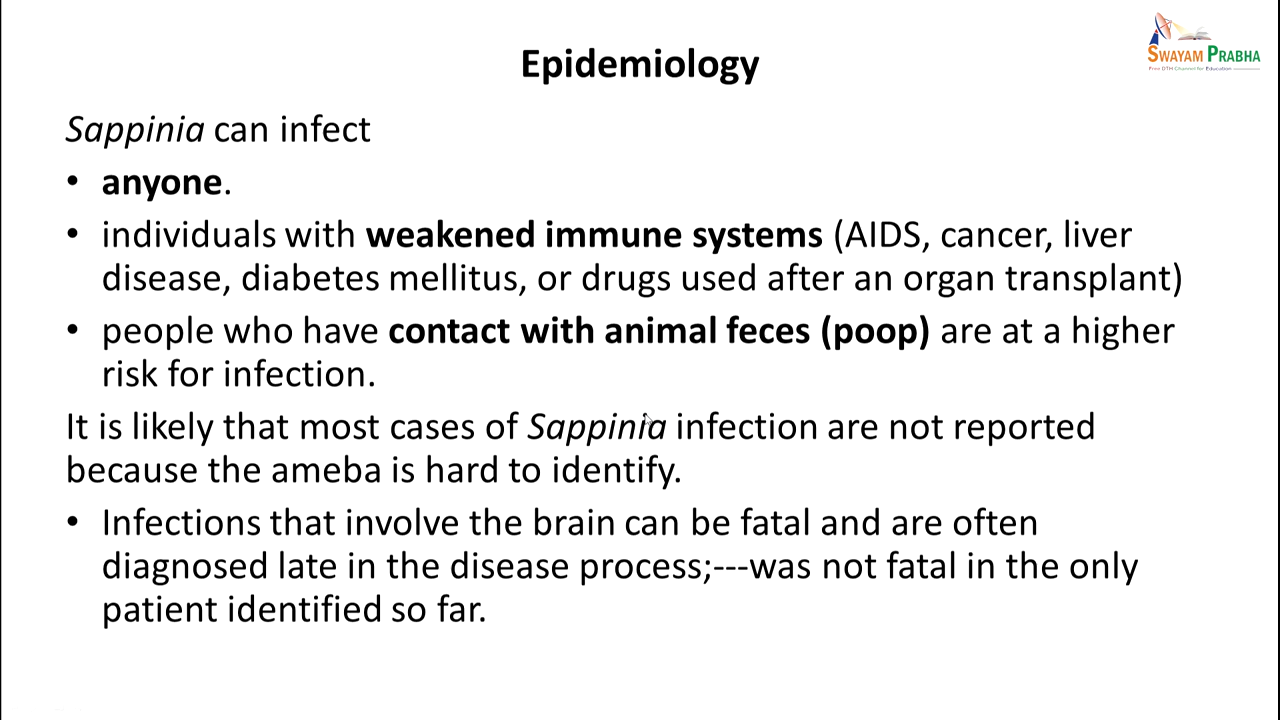 SWAYAM PRABHA
Free DTH Channel for Education
Epidemiology
Sappinia can infect
• anyone.
• individuals with weakened immune systems (AIDS, cancer, liver
disease, diabetes mellitus, or drugs used after an organ transplant)
• people who have contact with animal feces (poop) are at a higher
risk for infection.
It is likely that most cases of Sappinia infection are not reported
because the ameba is hard to identify.
• Infections that involve the brain can be fatal and are often
diagnosed late in the disease process;---was not fatal in the only
patient identified so far.